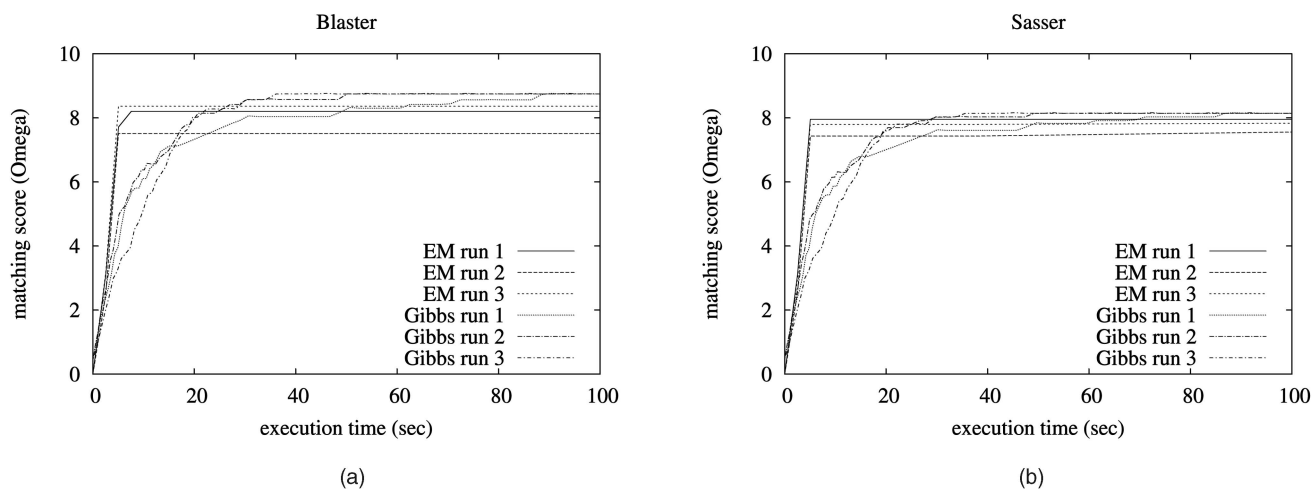 Blaster
10
8
6
4
2
0
matching score (Omega)
EM run 1
EM run 2
EM run 3
Gibbs run 1
Gibbs run 2
Gibbs run 3
0 20 40 60 80 100
execution time (sec)
(a)
Sasser
10
8
6
4
2
0
matching score (Omega)
EM run 1
EM run 2
EM run 3
Gibbs run 1
Gibbs run 2
Gibbs run 3
0 20 40 60 80 100
execution time (sec)
(b)